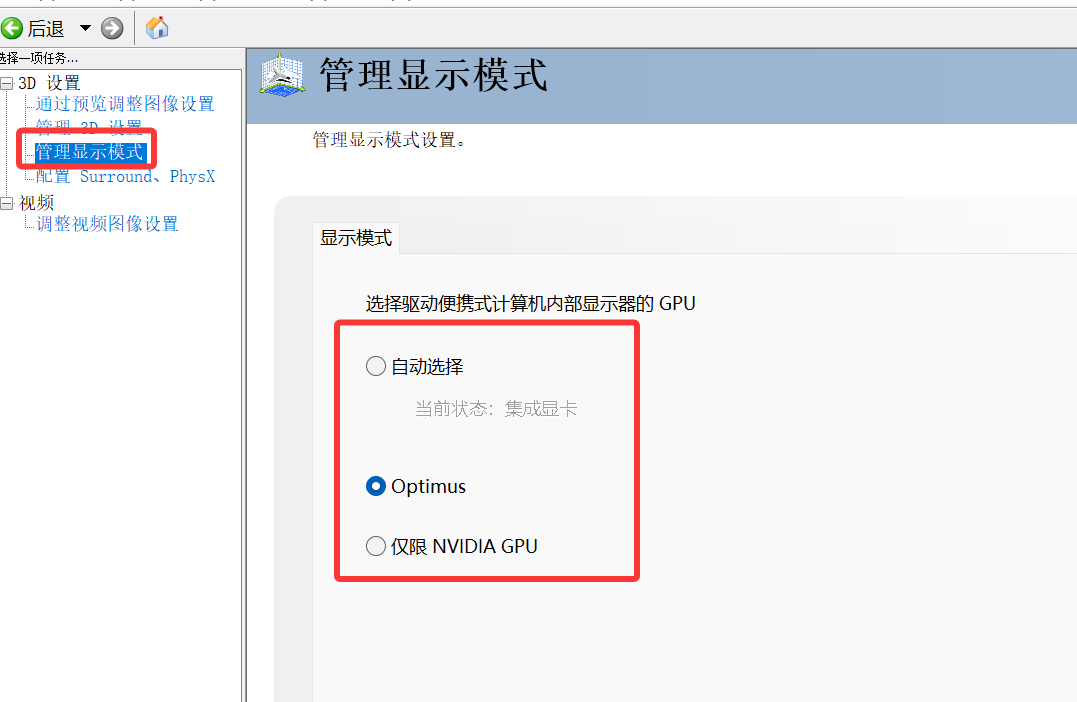 后退
选择一项任务...
3D 设置
通过预览调整图像设置
管理 3D 设置
管理显示模式
配置 Surround、PhysX
视频
调整视频图像设置
管理显示模式
管理显示模式设置。
显示模式
选择驱动便携式计算机内部显示器的 GPU
自动选择
当前状态：集成显卡
Optimus
仅限 NVIDIA GPU